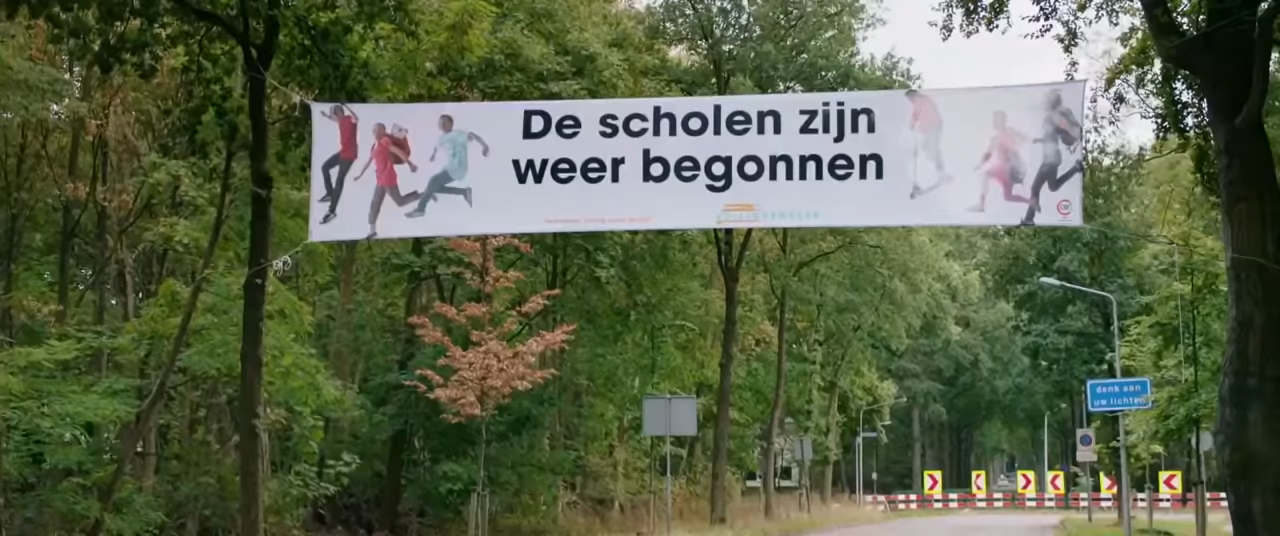 De scholen zijn
weer begonnen
denk aan
uw lichten